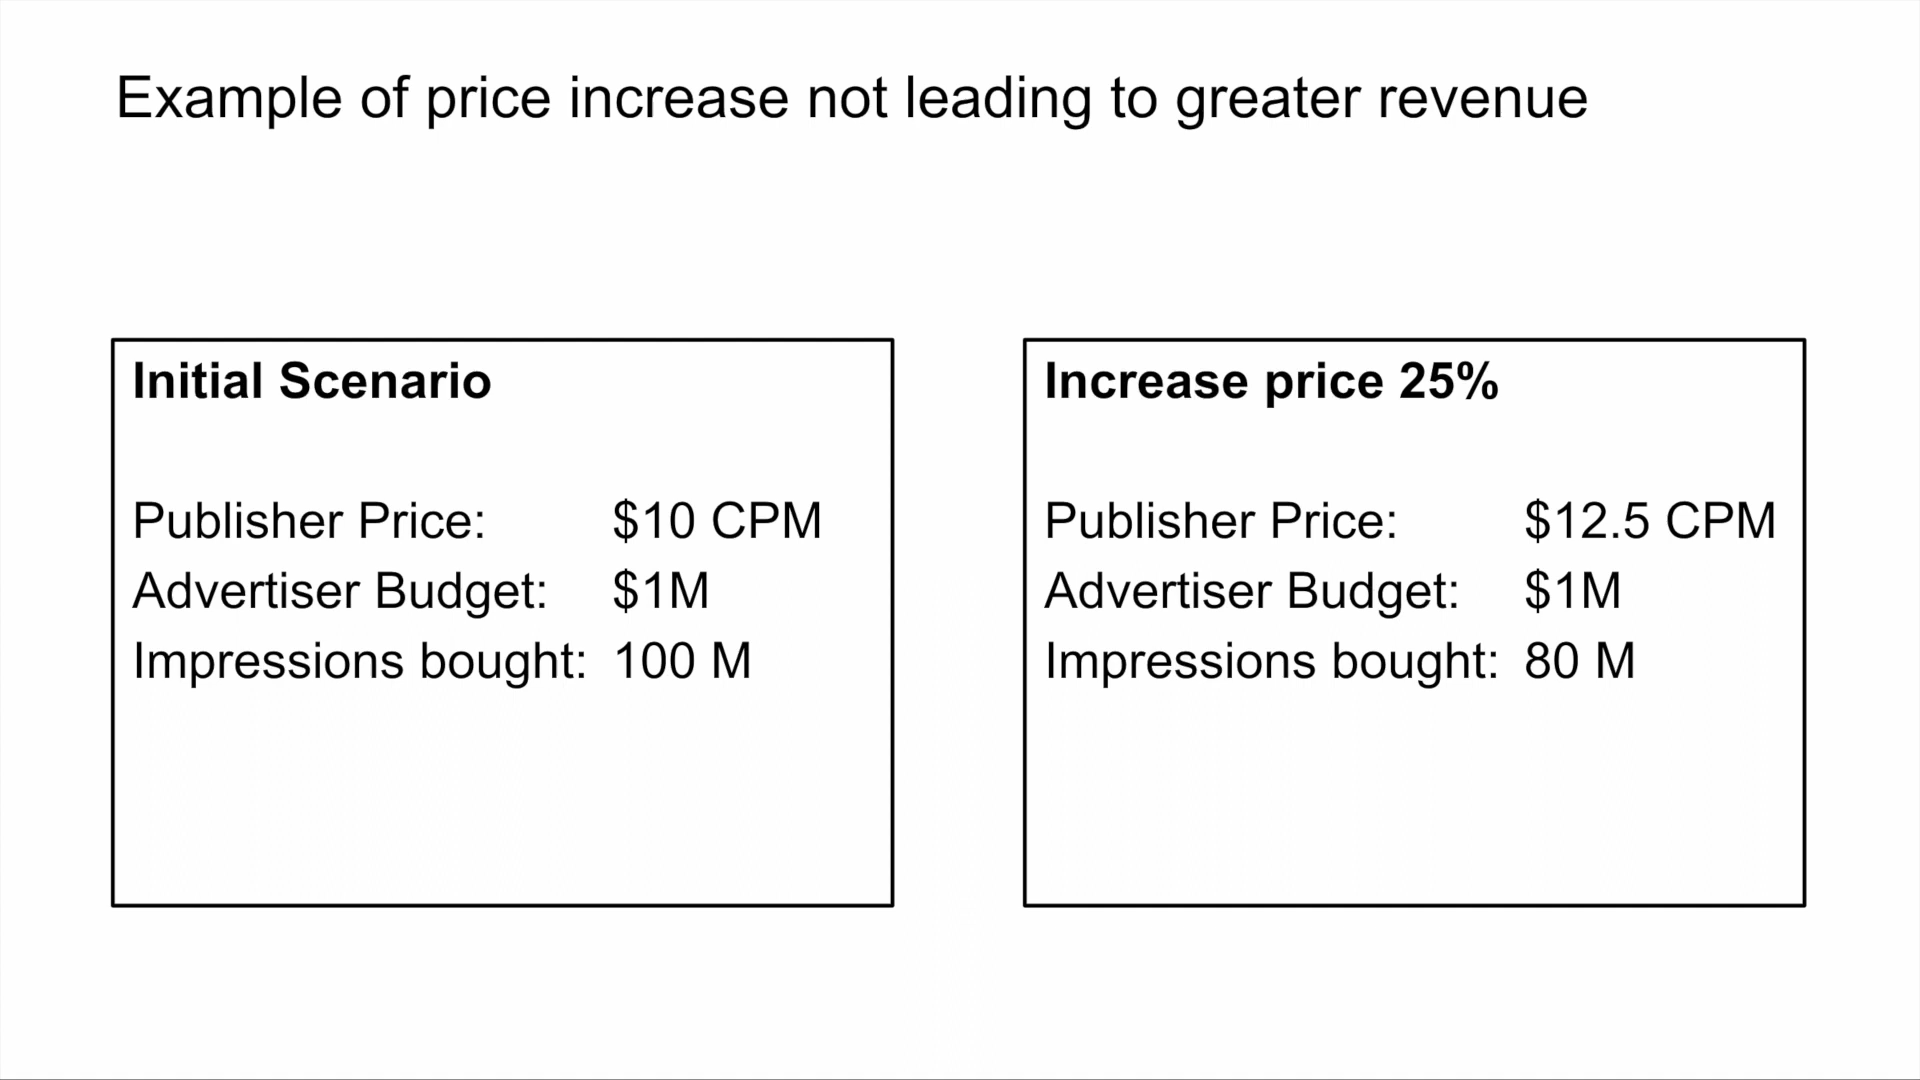 Example of price increase not leading to greater revenue
Initial Scenario
Publisher Price: $10 CPM
Advertiser Budget: $1M
Impressions bought: 100 M
Increase price 25%
Publisher Price: $12.5 CPM
Advertiser Budget: $1M
Impressions bought: 80 M